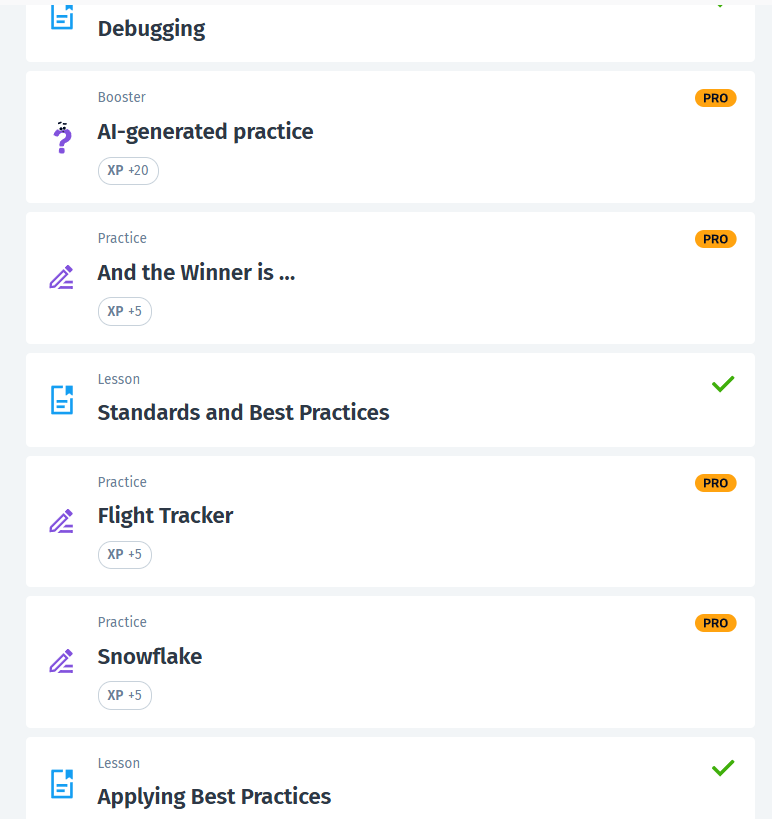 Debugging
Booster
PRO
AI-generated practice
XP +20
Practice
PRO
And the Winner is ...
XP +5
Lesson
Standards and Best Practices
Practice
PRO
Flight Tracker
XP +5
Practice
PRO
Snowflake
XP +5
Lesson
Applying Best Practices